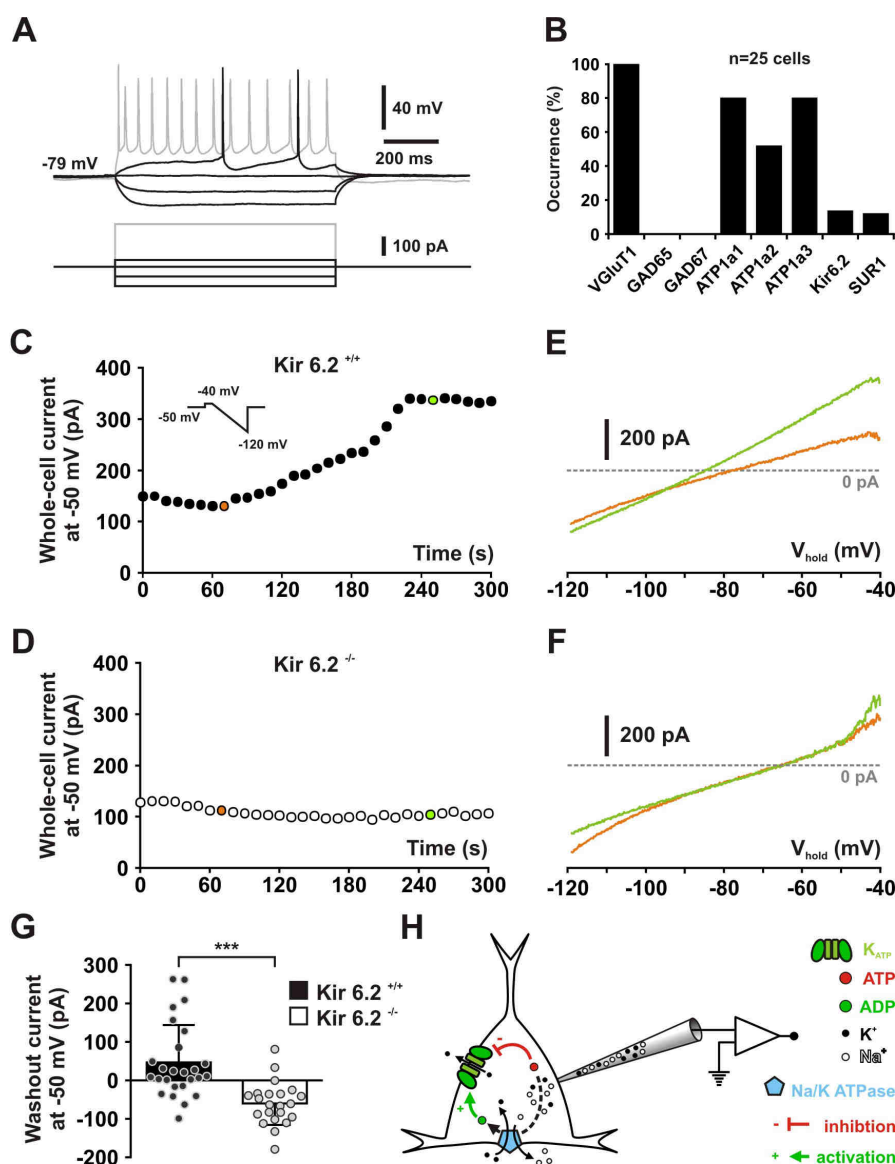 A
-79 mV
40 mV
200 ms
100 pA
B
n=25 cells
Occurrence (%)
100
80
60
40
20
0
VGluT1
GAD65
GAD67
ATP1a1
ATP1a2
ATP1a3
Kir6.2
SUR1
C
Kir 6.2 +/+
Whole-cell current
at -50 mV (pA)
400
300
200
100
0
-40 mV
-50 mV
-120 mV
Time (s)
0 60 120 180 240 300
E
200 pA
0 pA
Vhold (mV)
-120 -100 -80 -60 -40
D
Kir 6.2 -/-
Whole-cell current
at -50 mV (pA)
400
300
200
100
0
Time (s)
0 60 120 180 240 300
F
200 pA
0 pA
Vhold (mV)
-120 -100 -80 -60 -40
G
Washout current
at -50 mV (pA)
300
200
100
0
-100
-200
***
Kir 6.2 +/+
Kir 6.2 -/-
H
-
+
KATP
ATP
ADP
K+
Na+
Na/K ATPase
- inhibtion
+ activation